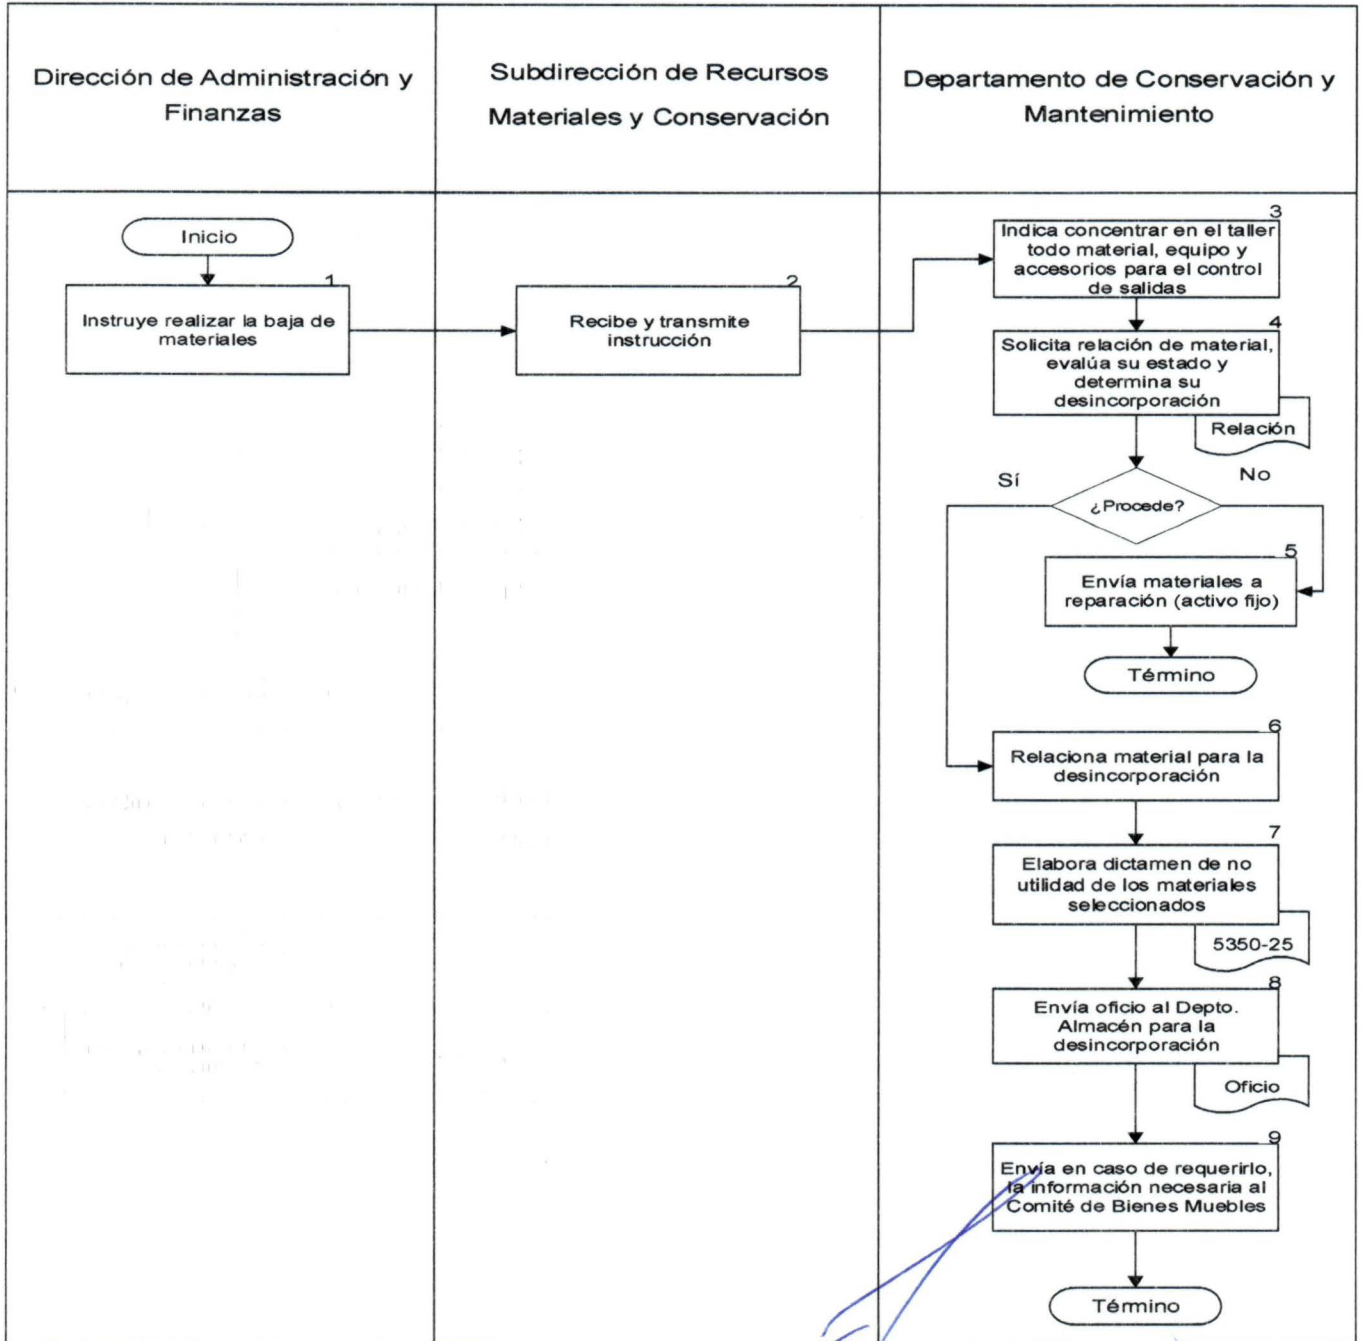 Dirección de Administración y
Finanzas
Subdirección de Recursos
Materiales y Conservación
Departamento de Conservación y
Mantenimiento
Inicio
1
Instruye realizar la baja de
materiales
2
Recibe y transmite
instrucción
3
Indica concentrar en el taller
todo material, equipo y
accesorios para el control
de salidas
4
Solicita relación de material,
evalúa su estado y
determina su
desincorporación
Relación
Sí
No
¿Procede?
5
Envía materiales a
reparación (activo fijo)
Término
6
Relaciona material para la
desincorporación
7
Elabora dictamen de no
utilidad de los materiales
seleccionados
5350-25
8
Envía oficio al Depto.
Almacén para la
desincorporación
Oficio
9
Envía en caso de requerirlo,
la información necesaria al
Comité de Bienes Muebles
Término